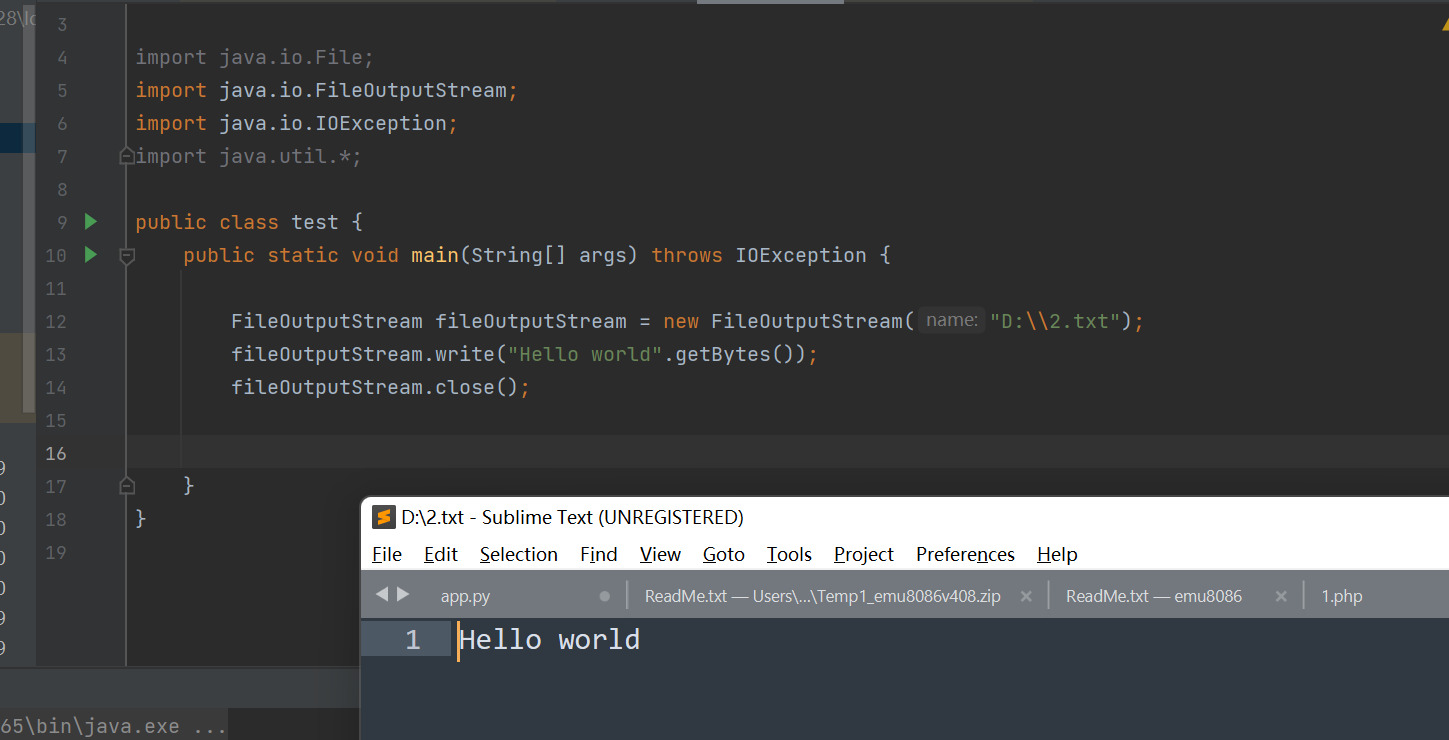 28\lo
3
4 import java.io.File;
5 import java.io.FileOutputStream;
6 import java.io.IOException;
7 import java.util.*;
8
9 public class test {
10 public static void main(String[] args) throws IOException {
11
12 FileOutputStream fileOutputStream = new FileOutputStream( name: "D:\\2.txt");
13 fileOutputStream.write("Hello world".getBytes());
14 fileOutputStream.close();
15
16
17 }
18 }
19
9
0
0
0
0
9
9
D:\2.txt - Sublime Text (UNREGISTERED)
File Edit Selection Find View Goto Tools Project Preferences Help
app.py ReadMe.txt — Users\...\Temp1_emu8086v408.zip × ReadMe.txt — emu8086 × 1.php
1 Hello world
65\bin\java.exe ...